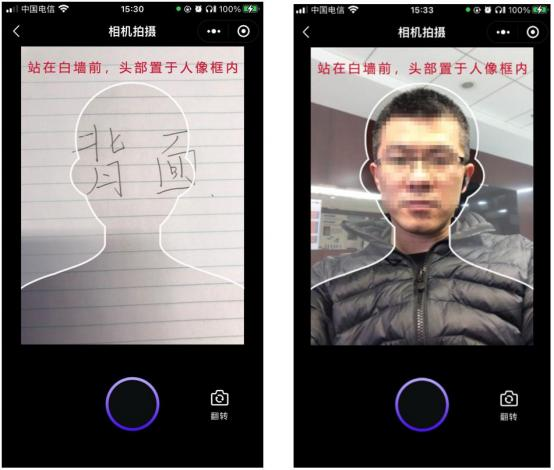 中国电信 15:30 100%
相机拍摄
站在白墙前，头部置于人像框内
背面
翻转
中国电信 15:33 100%
相机拍摄
站在白墙前，头部置于人像框内
翻转